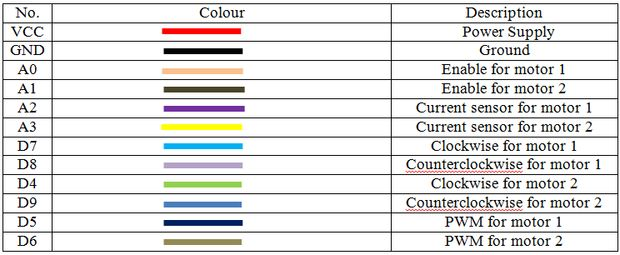 No. Colour Description
VCC Power Supply
GND Ground
A0 Enable for motor 1
A1 Enable for motor 2
A2 Current sensor for motor 1
A3 Current sensor for motor 2
D7 Clockwise for motor 1
D8 Counterclockwise for motor 1
D4 Clockwise for motor 2
D9 Counterclockwise for motor 2
D5 PWM for motor 1
D6 PWM for motor 2